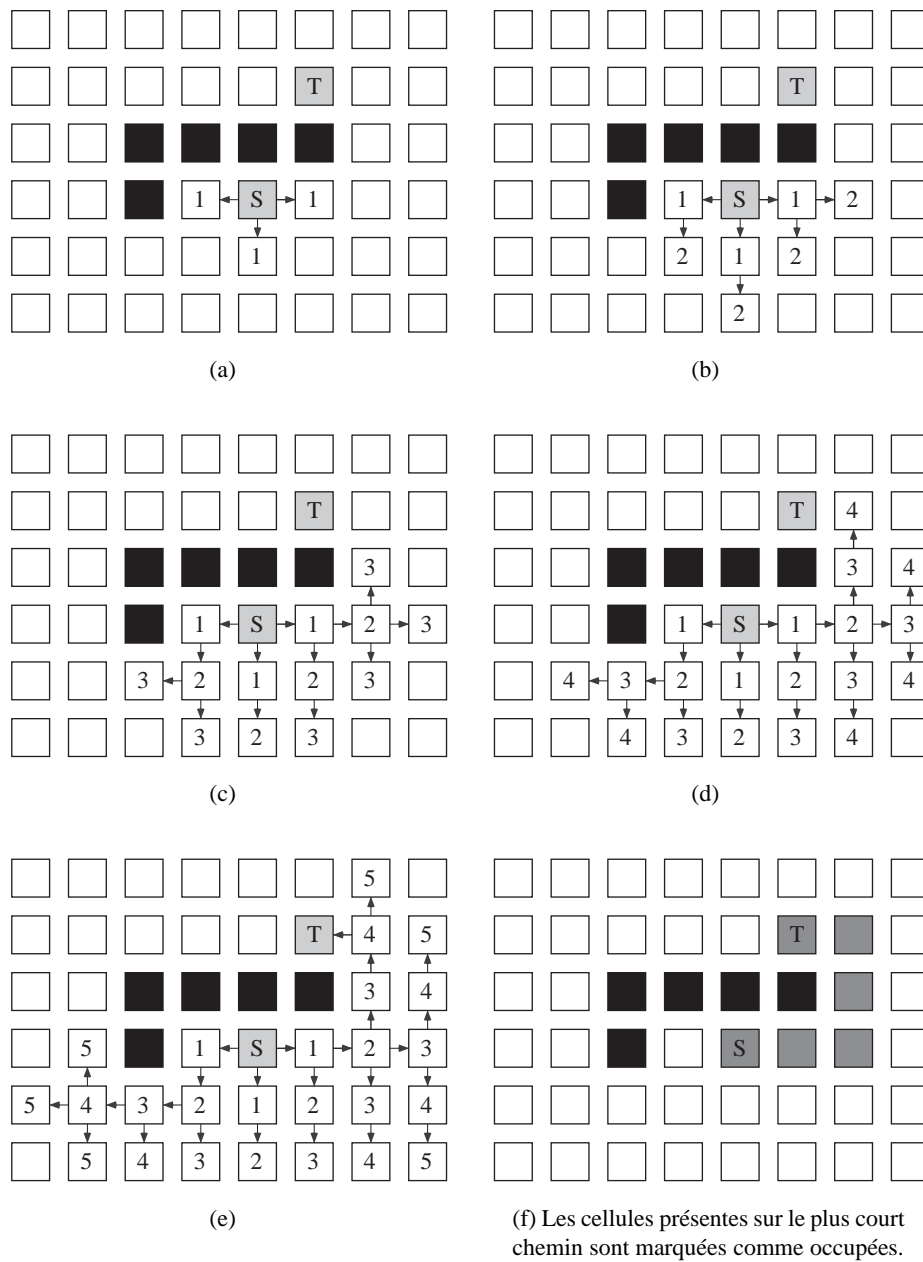 T
T
1 S 1
1 S 1 2
1
2 1 2
2
(a)
(b)
T
T 4
3
3 4
1 S 1 2 3
1 S 1 2 3
3 2 1 2 3
4 3 2 1 2 3 4
3 2 3
4 3 2 3 4
(c)
(d)
5
T 4 5
T
3 4
5 1 S 1 2 3
S
5 4 3 2 1 2 3 4
5 4 3 2 3 4 5
(e)
(f) Les cellules présentes sur le plus court
chemin sont marquées comme occupées.